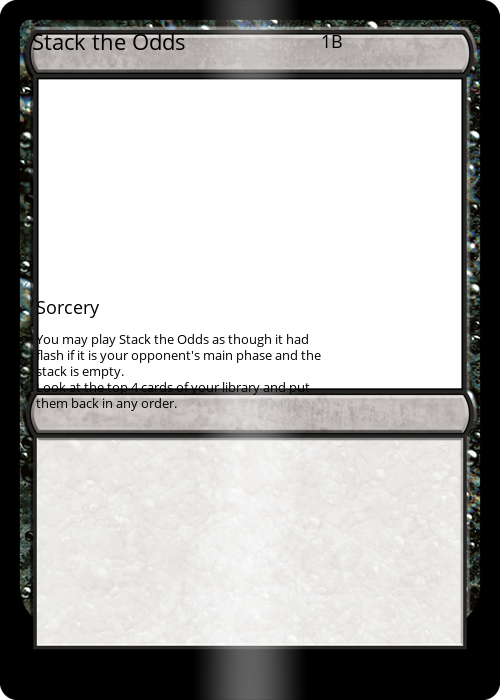 Stack the Odds 1B
Sorcery
You may play Stack the Odds as though it had
flash if it is your opponent's main phase and the
stack is empty.
Look at the top 4 cards of your library and put
them back in any order.